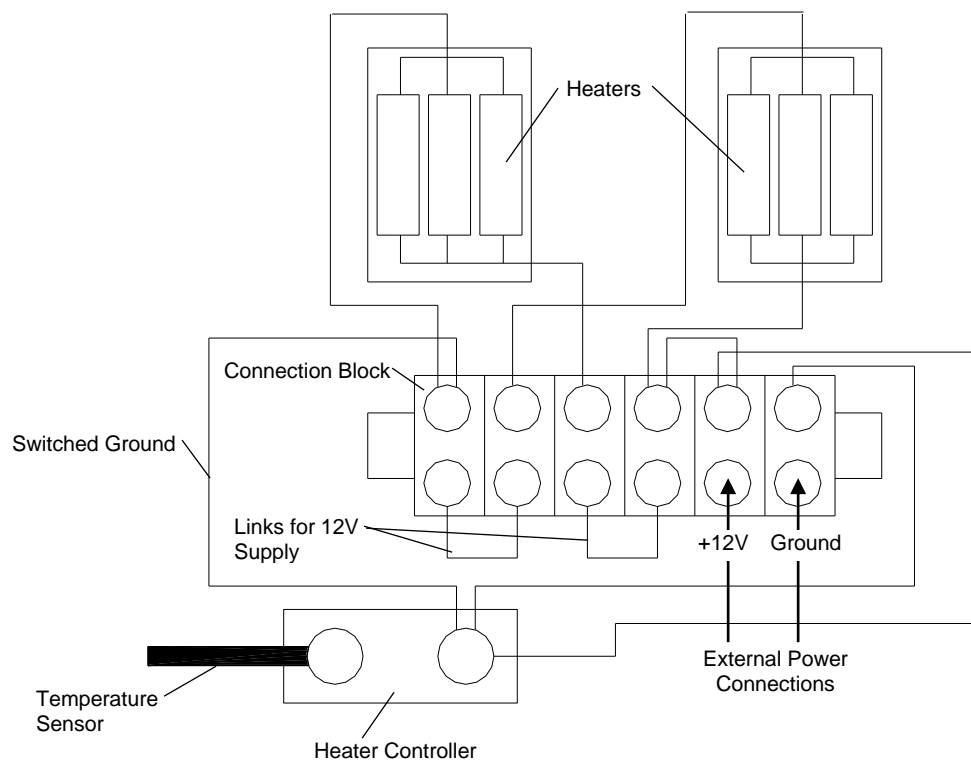 Heaters
Connection Block
Switched Ground
Links for 12V
Supply
+12V
Ground
External Power
Connections
Temperature
Sensor
Heater Controller